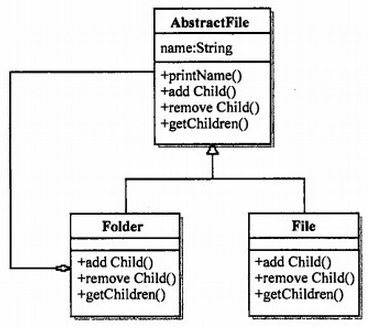 AbstractFile
name:String
+printName()
+add Child()
+remove Child()
+getChildren()
Folder
+add Child()
+remove Child()
+getChildren()
File
+add Child()
+remove Child()
+getChildren()